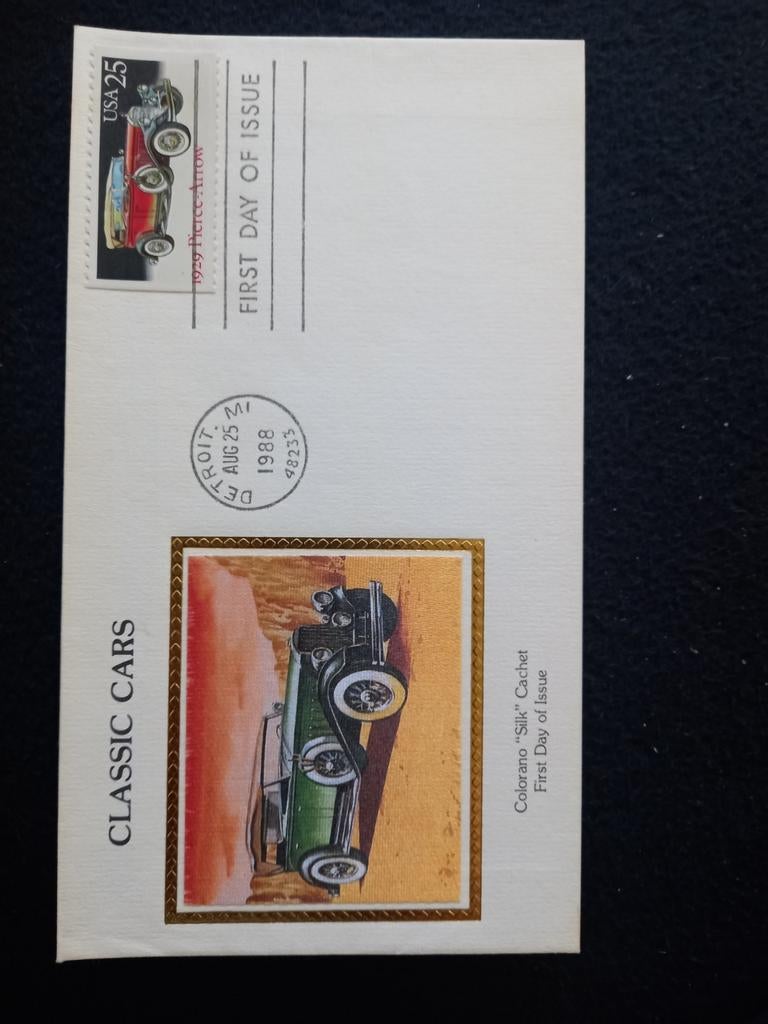 CLASSIC CARS
Colorano "Silk" Cachet
First Day of Issue
DETROIT, MI
AUG 25
1988
48233
FIRST DAY OF ISSUE
USA 25
1929 Pierce-Arrow